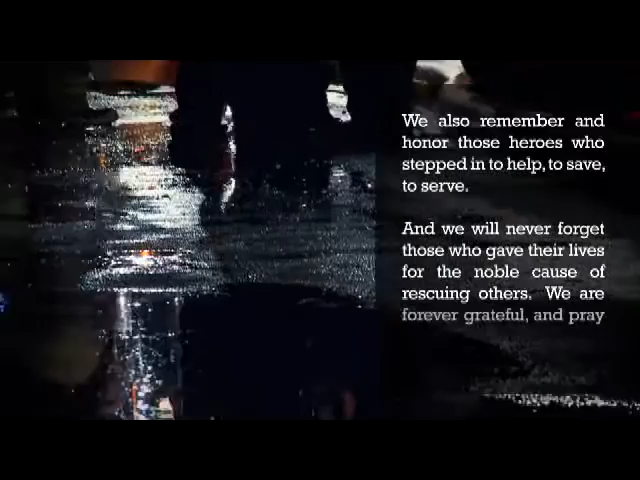 We also remember and
honor those heroes who
stepped in to help, to save,
to serve.
And we will never forget
those who gave their lives
for the noble cause of
rescuing others. We are
forever grateful, and pray